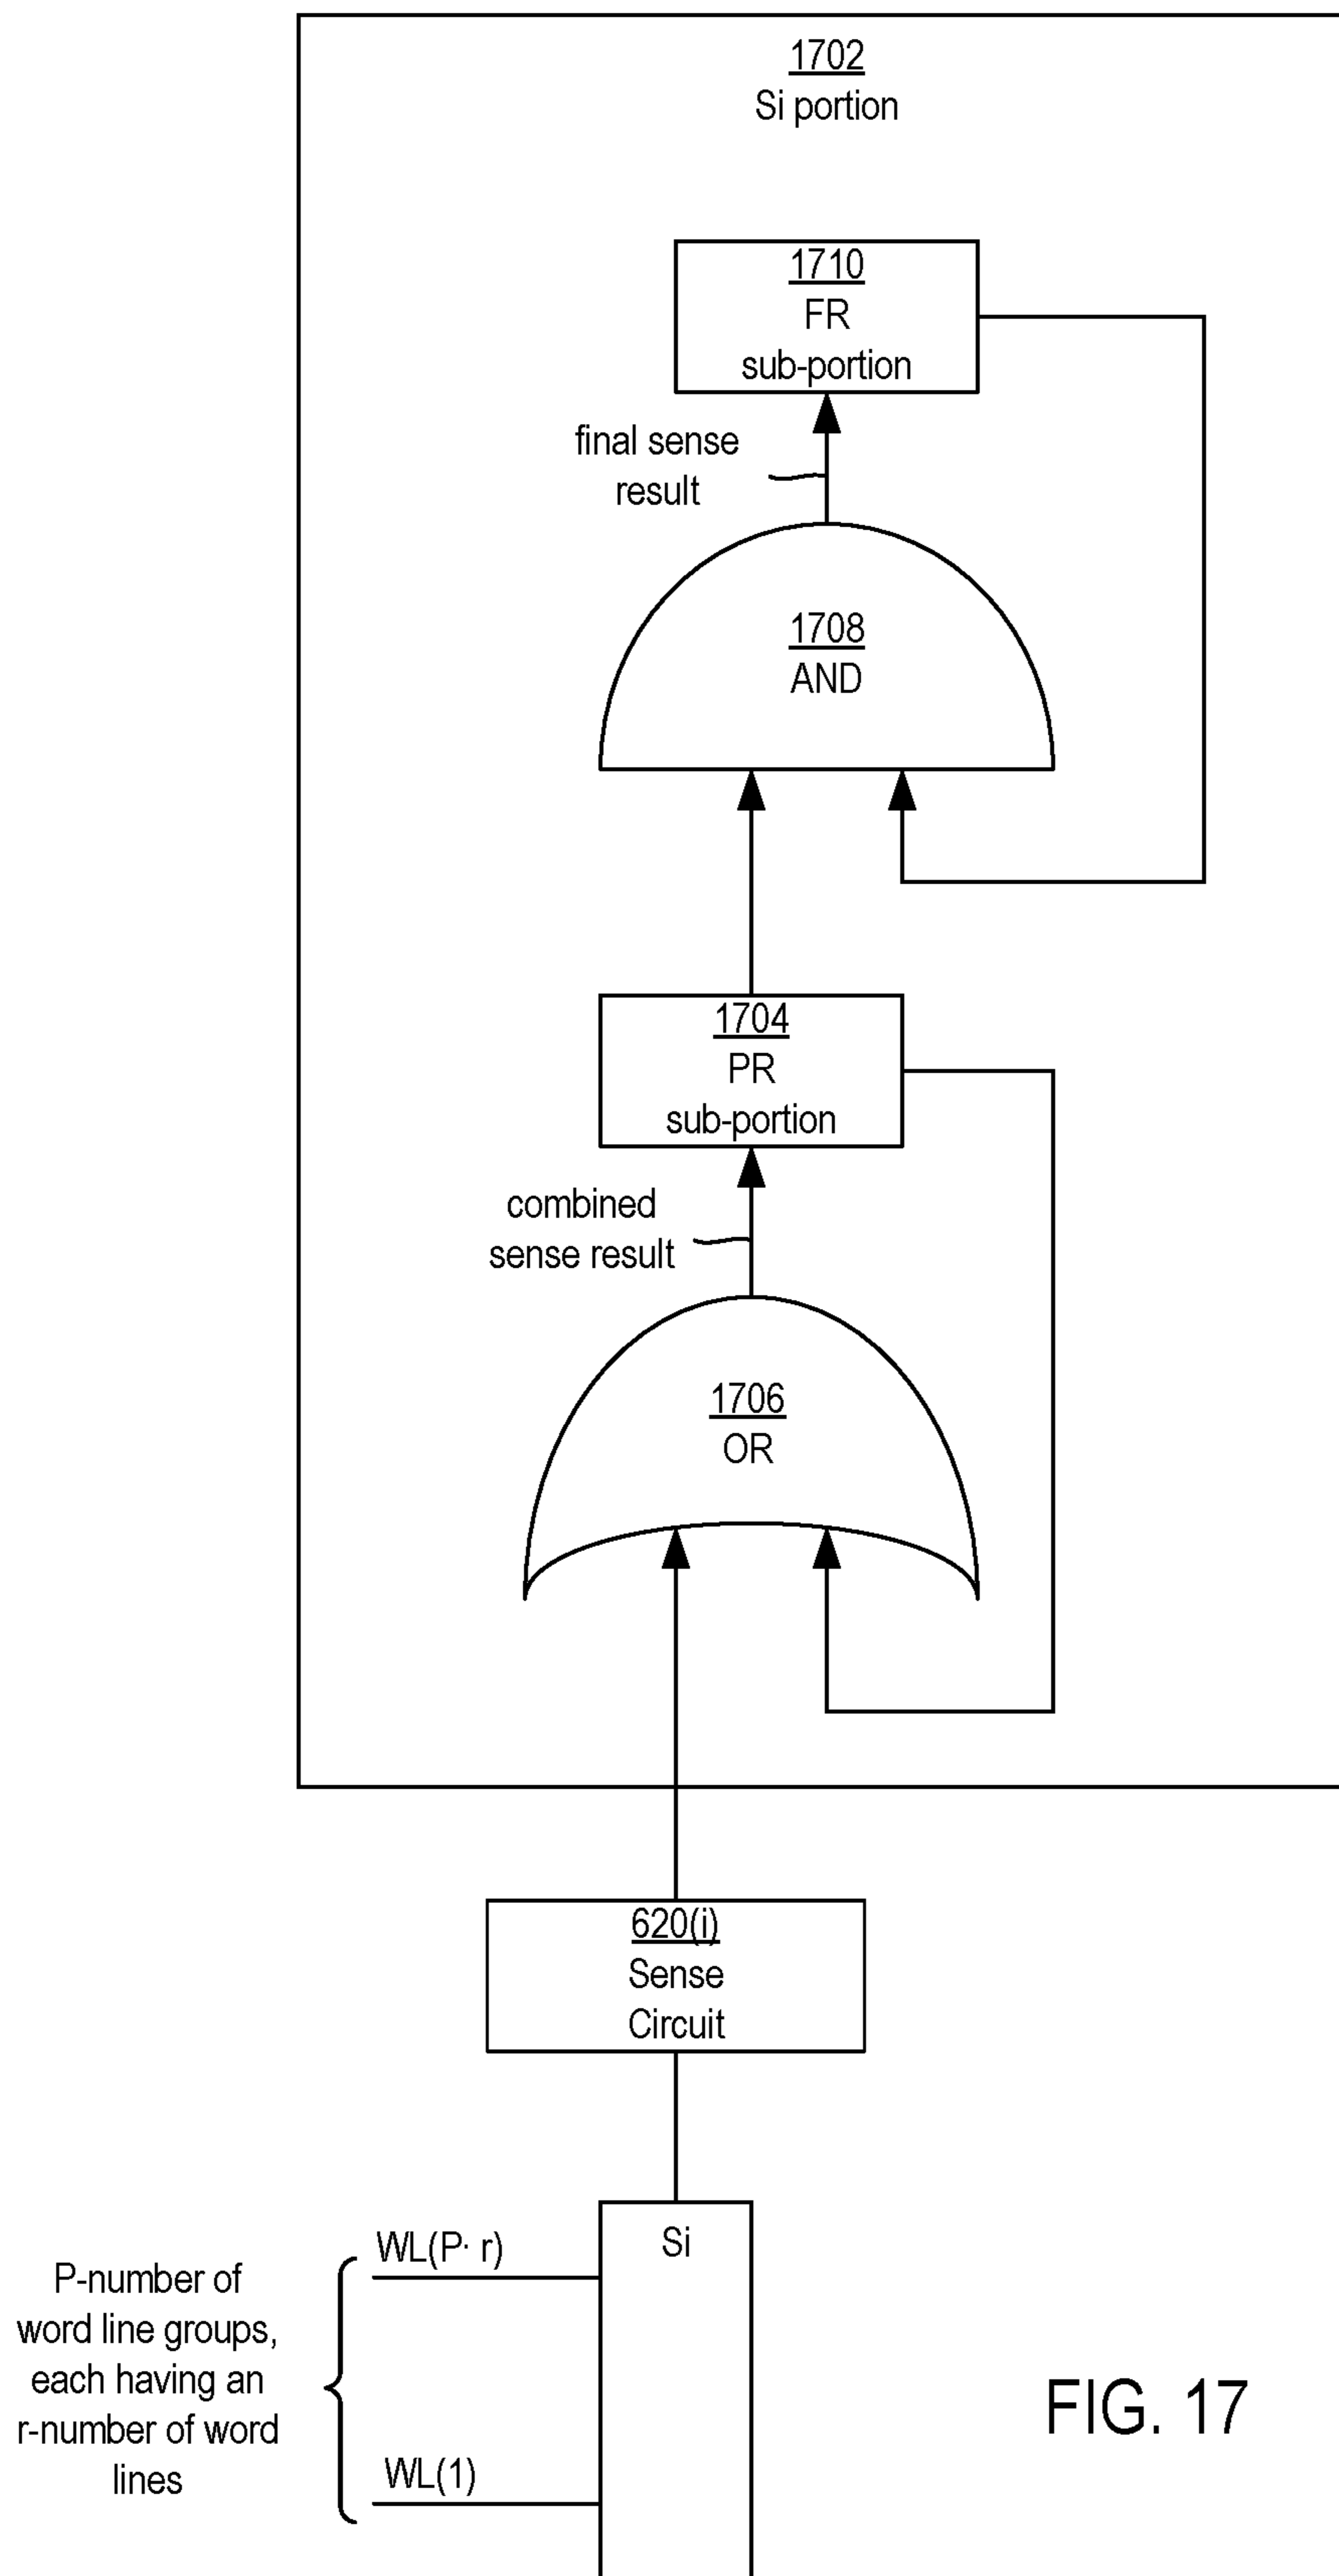 1702
Si portion
1710
FR
sub-portion
final sense
result
1708
AND
1704
PR
sub-portion
combined
sense result
1706
OR
620(i)
Sense
Circuit
Si
WL(P· r)
P-number of
word line groups,
each having an
r-number of word
lines
WL(1)
FIG. 17